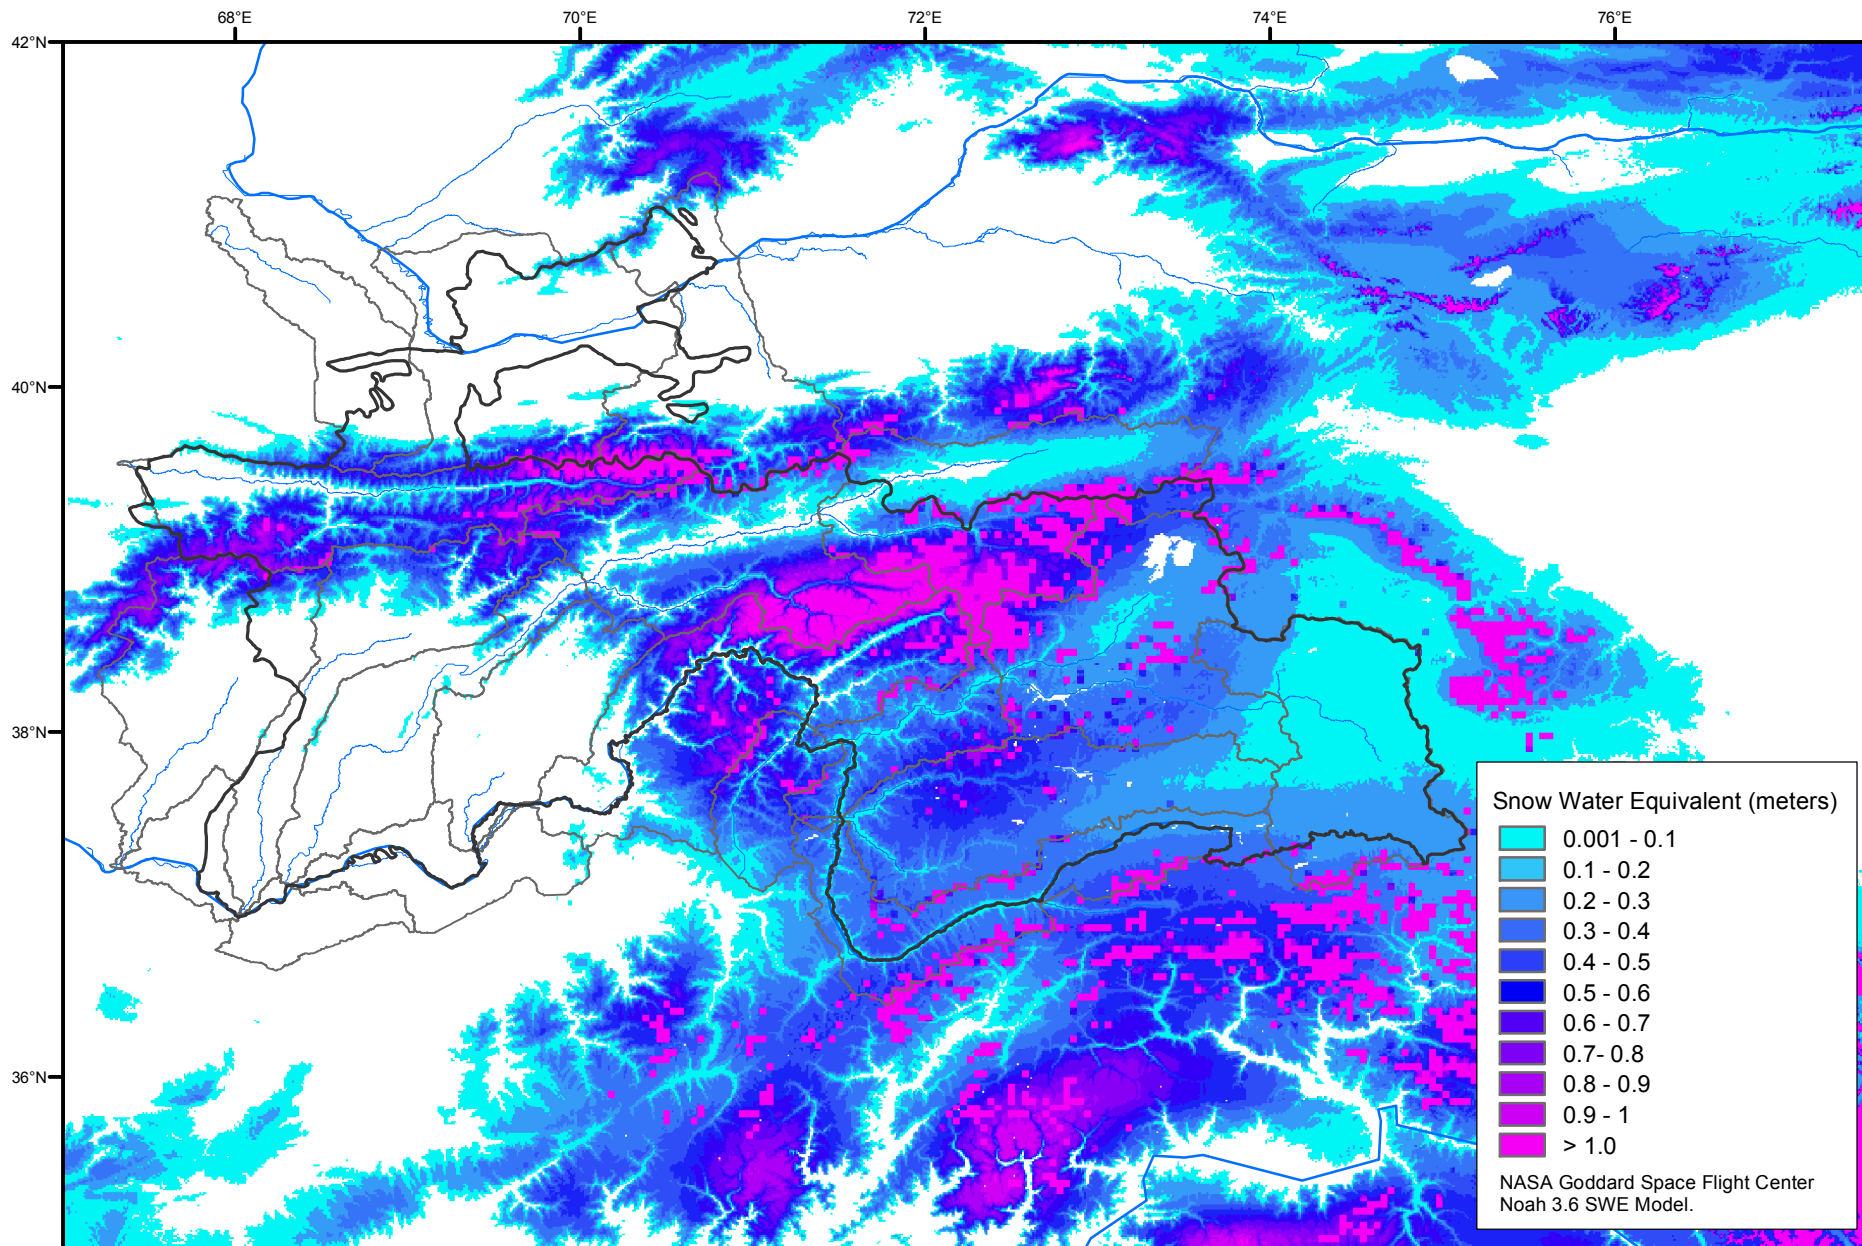 68°E
70°E
72°E
74°E
76°E
42°N
40°N
38°N
36°N
Snow Water Equivalent (meters)
0.001 - 0.1
0.1 - 0.2
0.2 - 0.3
0.3 - 0.4
0.4 - 0.5
0.5 - 0.6
0.6 - 0.7
0.7- 0.8
0.8 - 0.9
0.9 - 1
> 1.0
NASA Goddard Space Flight Center
Noah 3.6 SWE Model.